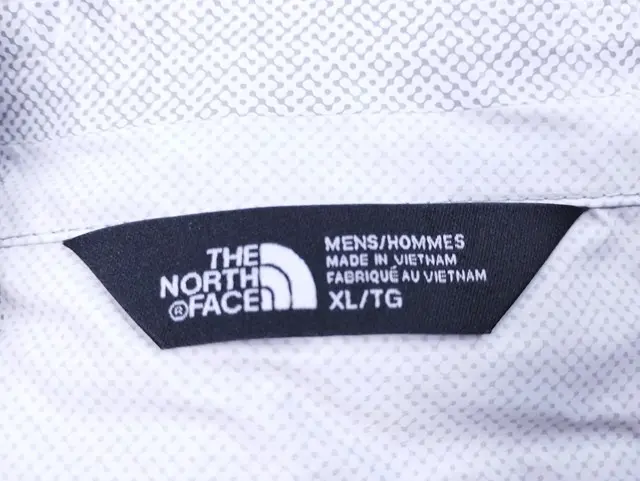 THE
NORTH
®FACE
MENS/HOMMES
MADE IN VIETNAM
FABRIQUÉ AU VIETNAM
XL/TG